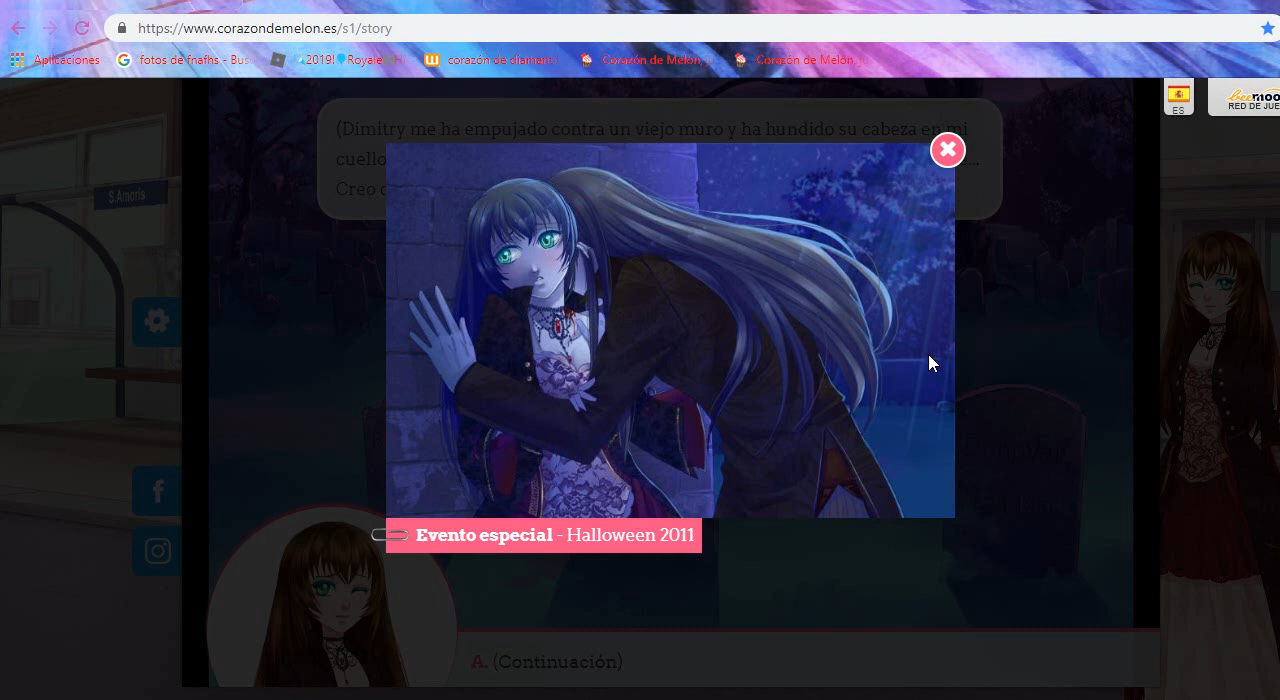 https://www.corazondemelon.es/s1/story
Aplicaciones
fotos de fnafhs - Bus
2019!
Royale
corazón de diamant
Corazón de Melón, j
Corazón de Melón, j
ES
RED DE JUE
(Dimitry me ha empujado contra un viejo muro y ha hundido su cabeza en mi
cuello
Creo
S.Amoris
Evento especial - Halloween 2011
A. (Continuación)